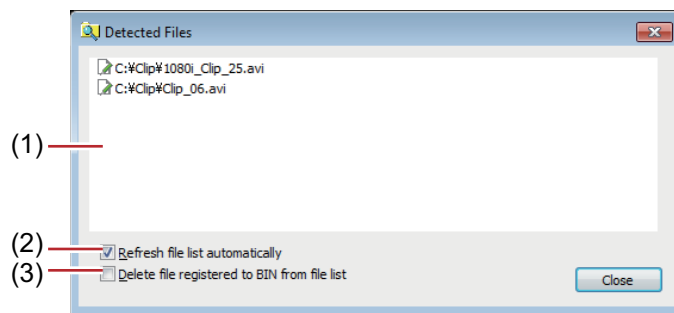 Detected Files
C:¥Clip¥1080i_Clip_25.avi
C:¥Clip¥Clip_06.avi
(1)
(2)
Refresh file list automatically
(3)
Delete file registered to BIN from file list
Close